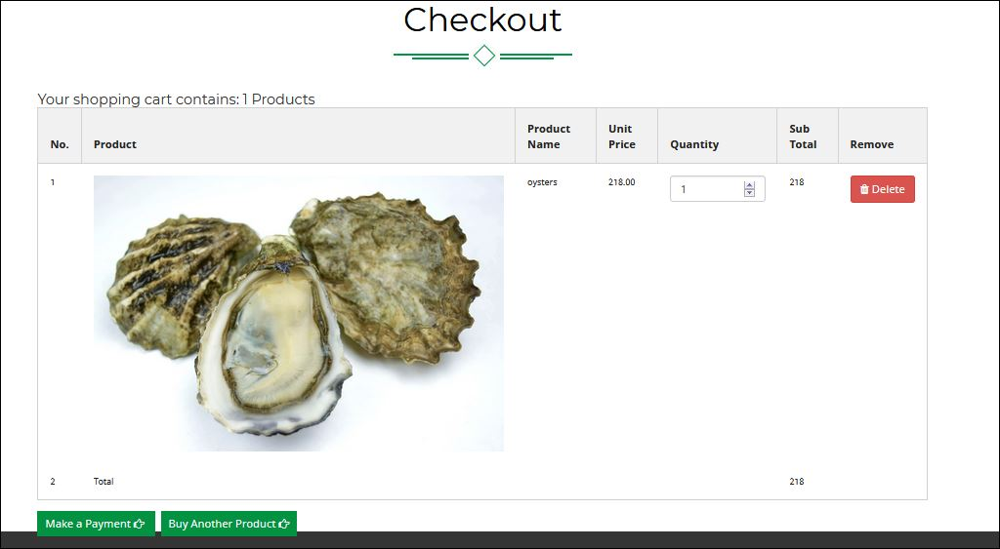 Checkout
Your shopping cart contains: 1 Products
No. Product Product Name Unit Price Quantity Sub Total Remove
1 oysters 218.00 1 218 Delete
2 Total 218
Make a Payment Buy Another Product